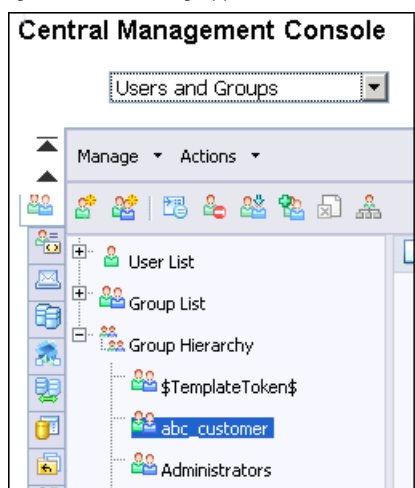 Central Management Console
Users and Groups
Manage Actions
User List
Group List
Group Hierarchy
$TemplateToken$
abc_customer
Administrators